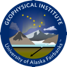 GEOPHYSICAL INSTITUTE
University of Alaska Fairbanks